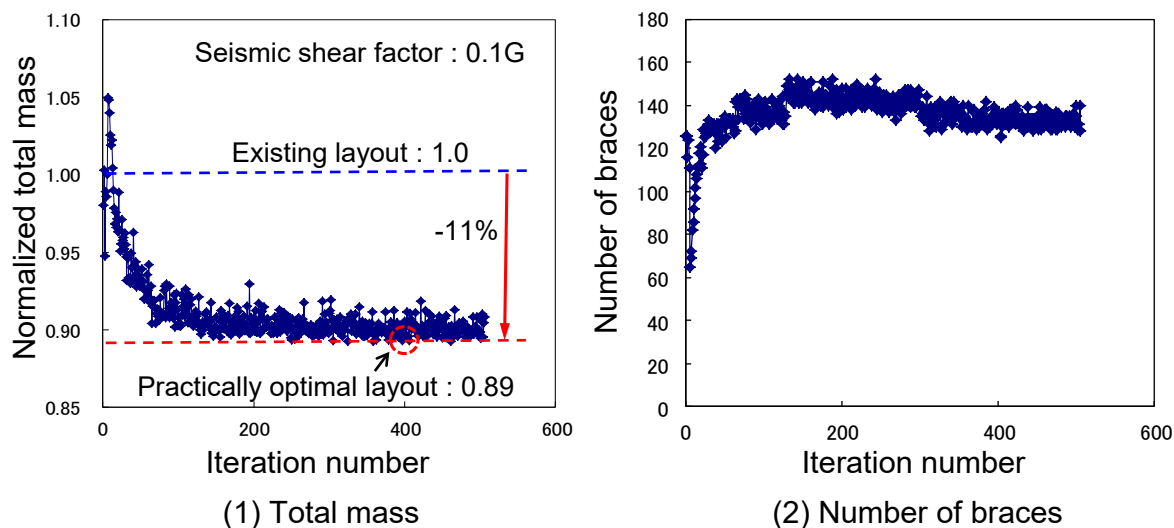 1.10
1.05
1.00
0.95
0.90
0.85
Normalized total mass
Seismic shear factor : 0.1G
Existing layout : 1.0
-11%
Practically optimal layout : 0.89
0 200 400 600
Iteration number
(1) Total mass
180
160
140
120
100
80
60
40
20
0
Number of braces
0 200 400 600
Iteration number
(2) Number of braces